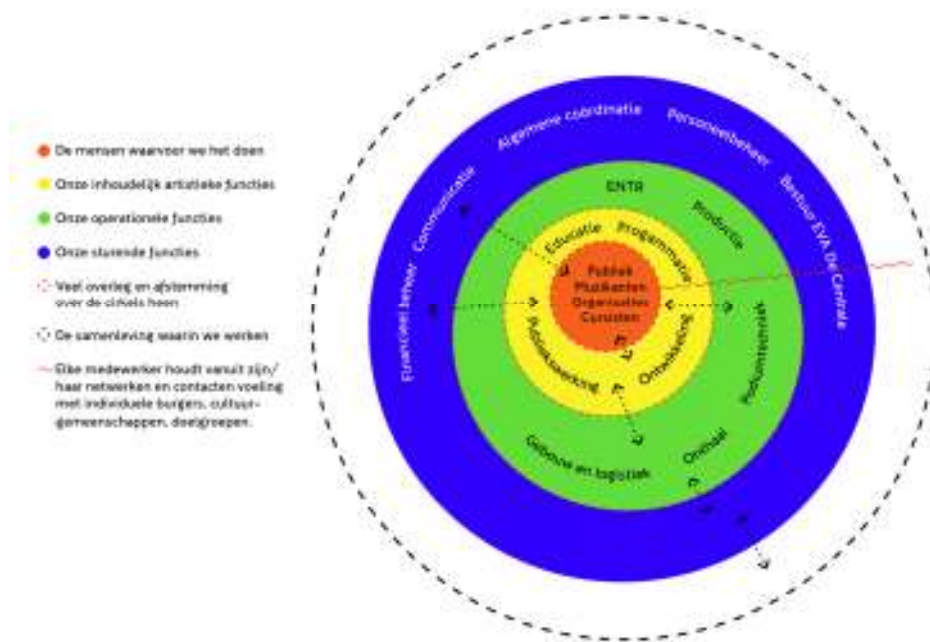 De mensen waarvoor we het doen
Onze inhoudelijk artistieke functies
Onze operationele functies
Onze sturende functies
Veel overleg en afstemming
over de cirkels heen
De samenleving waarin we werken
Elke medewerker houdt vanuit zijn/
haar netwerken en contacten voeling
met individuele burgers, cultuur-
gemeenschappen, doelgroepen.
Financieel beheer
Communicatie
Algemene coördinatie
Personeelbeheer
Bestuur EVA De Centrale
ENTR
Productie
Podiumtechniek
Onthaal
Gebouw en logistiek
Educatie
Progammatie
Ontwikkeling
Publiekswerking
Publiek
Muzikanten
Organisaties
Cursisten